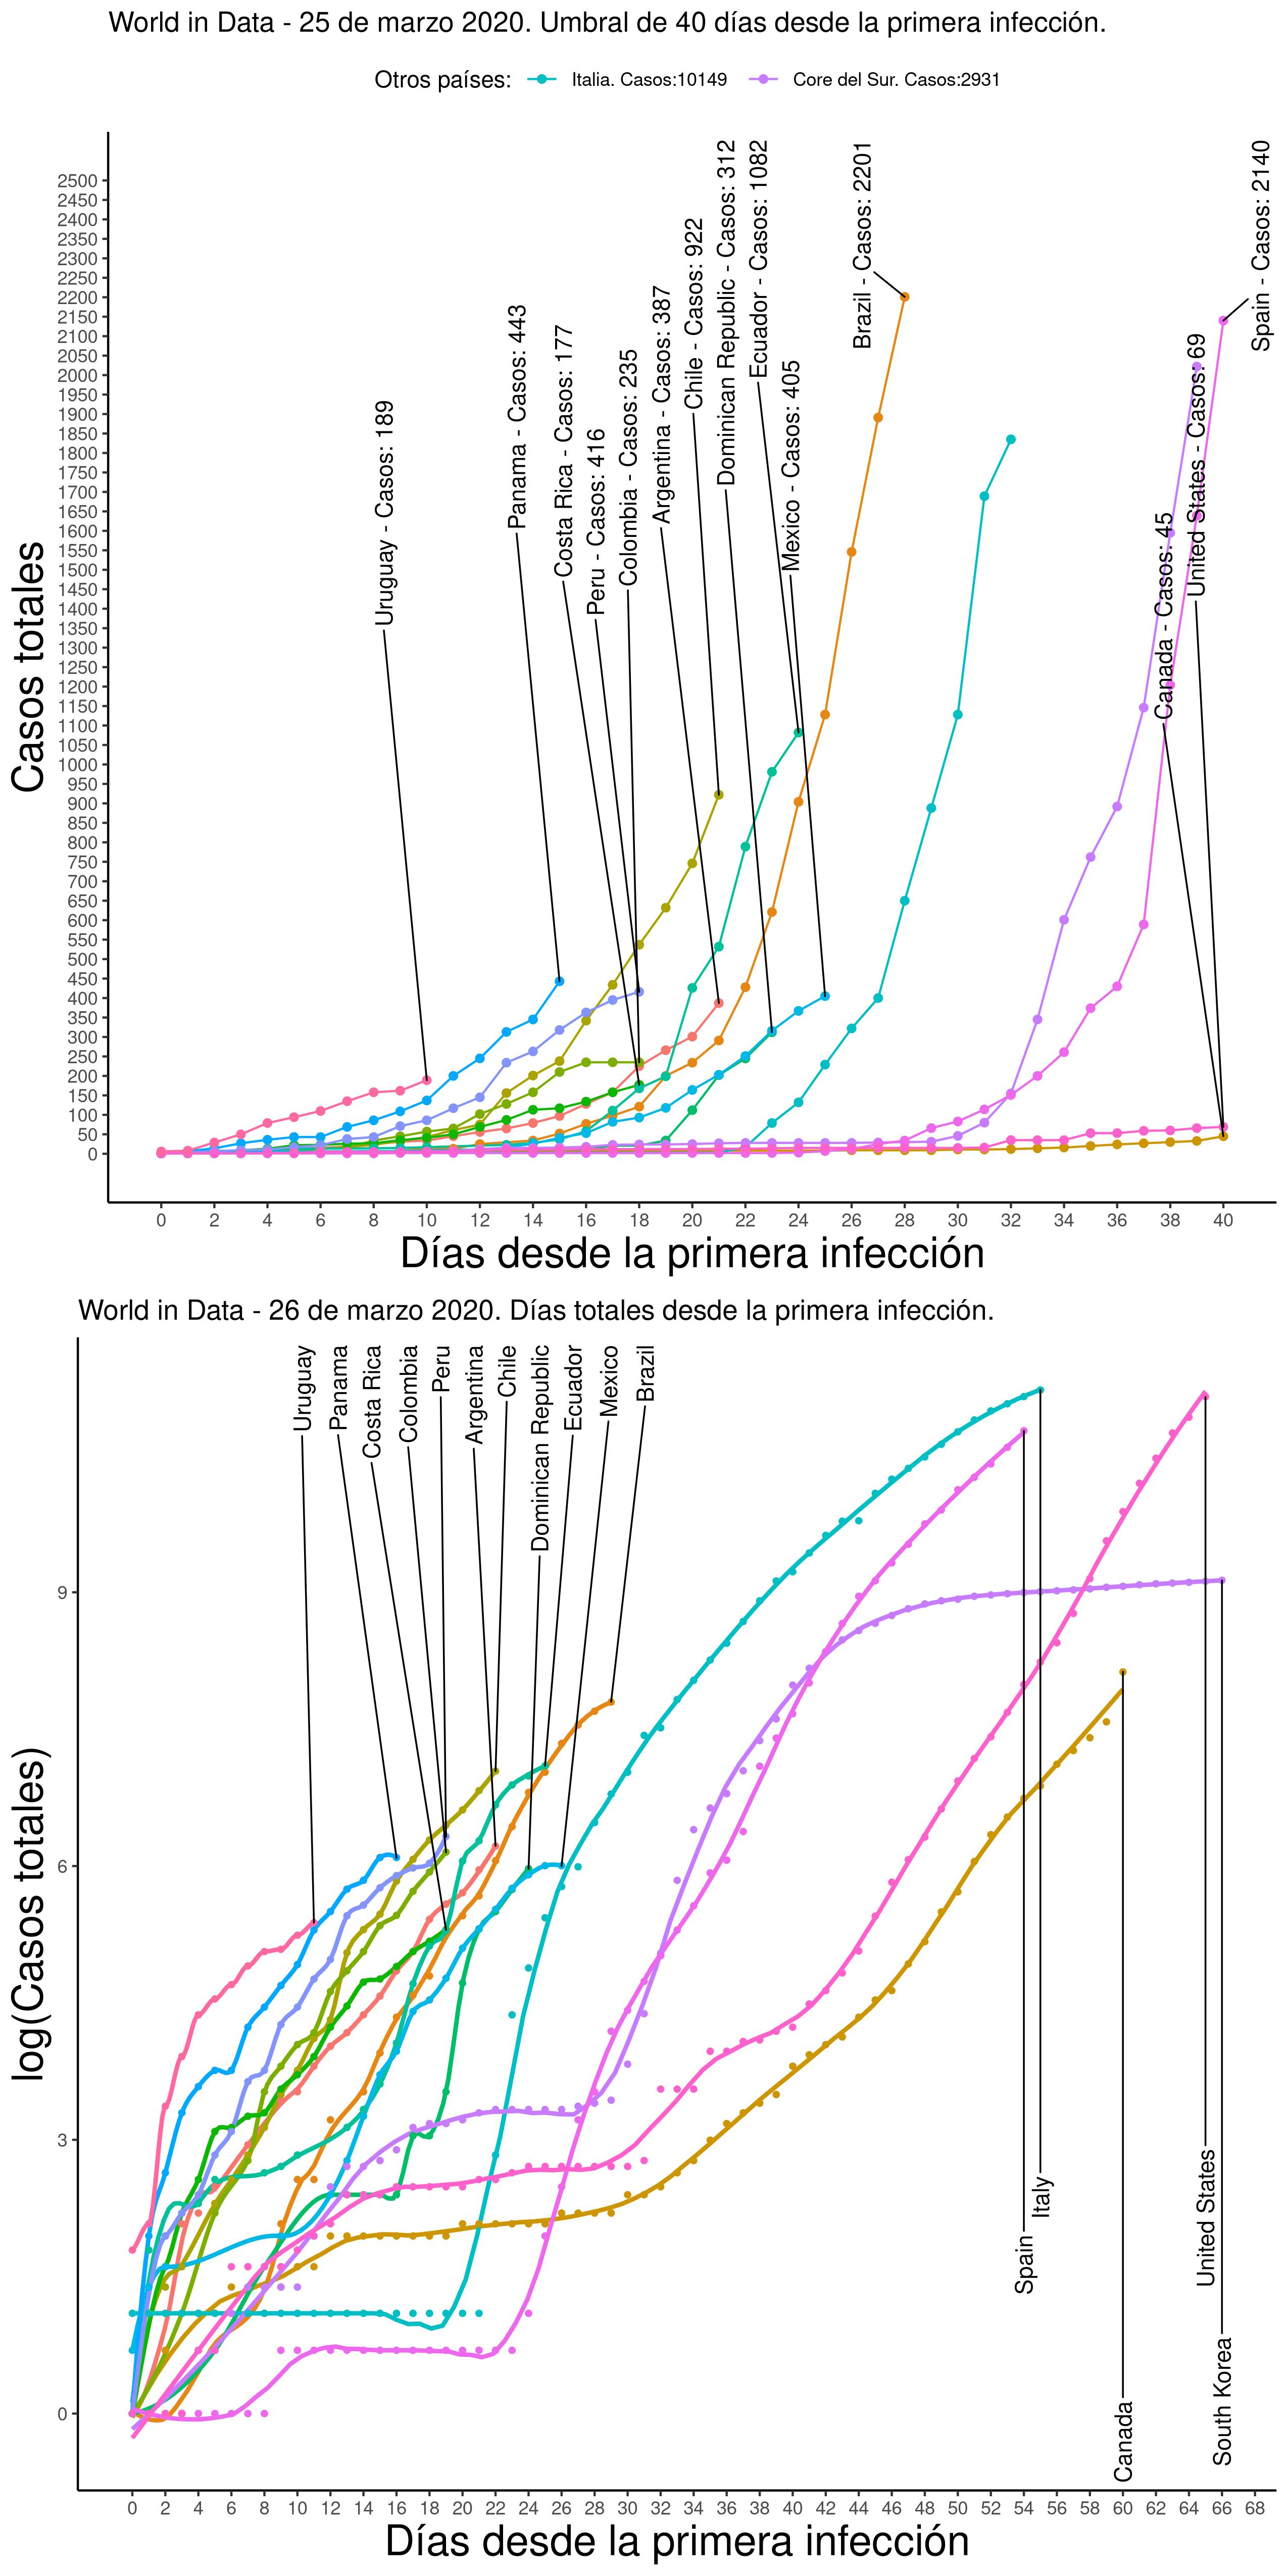 World in Data - 25 de marzo 2020. Umbral de 40 días desde la primera infección.
Otros países: Italia. Casos:10149 Core del Sur. Casos:2931
Casos totales
2500
2450
2400
2350
2300
2250
2200
2150
2100
2050
2000
1950
1900
1850
1800
1750
1700
1650
1600
1550
1500
1450
1400
1350
1300
1250
1200
1150
1100
1050
1000
950
900
850
800
750
700
650
600
550
500
450
400
350
300
250
200
150
100
50
0
Uruguay - Casos: 189
Panama - Casos: 443
Costa Rica - Casos: 177
Peru - Casos: 416
Colombia - Casos: 235
Argentina - Casos: 387
Chile - Casos: 922
Dominican Republic - Casos: 312
Ecuador - Casos: 1082
Mexico - Casos: 405
Brazil - Casos: 2201
Canada - Casos: 45
United States - Casos: 69
Spain - Casos: 2140
0 2 4 6 8 10 12 14 16 18 20 22 24 26 28 30 32 34 36 38 40
Días desde la primera infección
World in Data - 26 de marzo 2020. Días totales desde la primera infección.
log(Casos totales)
9
6
3
0
Uruguay
Panama
Costa Rica
Colombia
Peru
Argentina
Chile
Dominican Republic
Ecuador
Mexico
Brazil
Spain
Italy
Canada
United States
South Korea
0 2 4 6 8 10 12 14 16 18 20 22 24 26 28 30 32 34 36 38 40 42 44 46 48 50 52 54 56 58 60 62 64 66 68
Días desde la primera infección